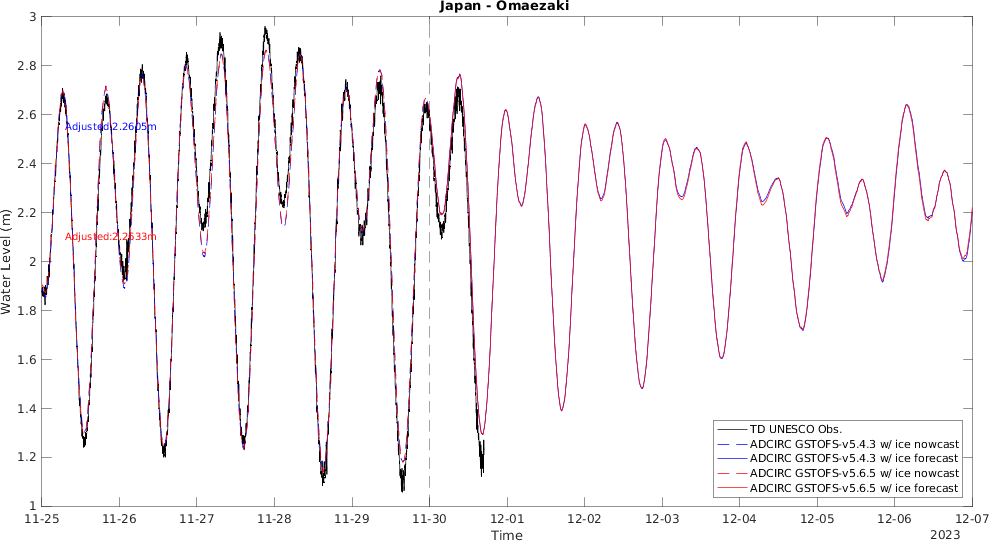 Japan - Omaezaki
3
2.8
2.6
2.4
2.2
2
1.8
1.6
1.4
1.2
1
Water Level (m)
Adjusted:2.2605m
Adjusted:2.2533m
TD UNESCO Obs.
ADCIRC GSTOFS-v5.4.3 w/ ice nowcast
ADCIRC GSTOFS-v5.4.3 w/ ice forecast
ADCIRC GSTOFS-v5.6.5 w/ ice nowcast
ADCIRC GSTOFS-v5.6.5 w/ ice forecast
11-25 11-26 11-27 11-28 11-29 11-30 12-01 12-02 12-03 12-04 12-05 12-06 12-07
Time
2023